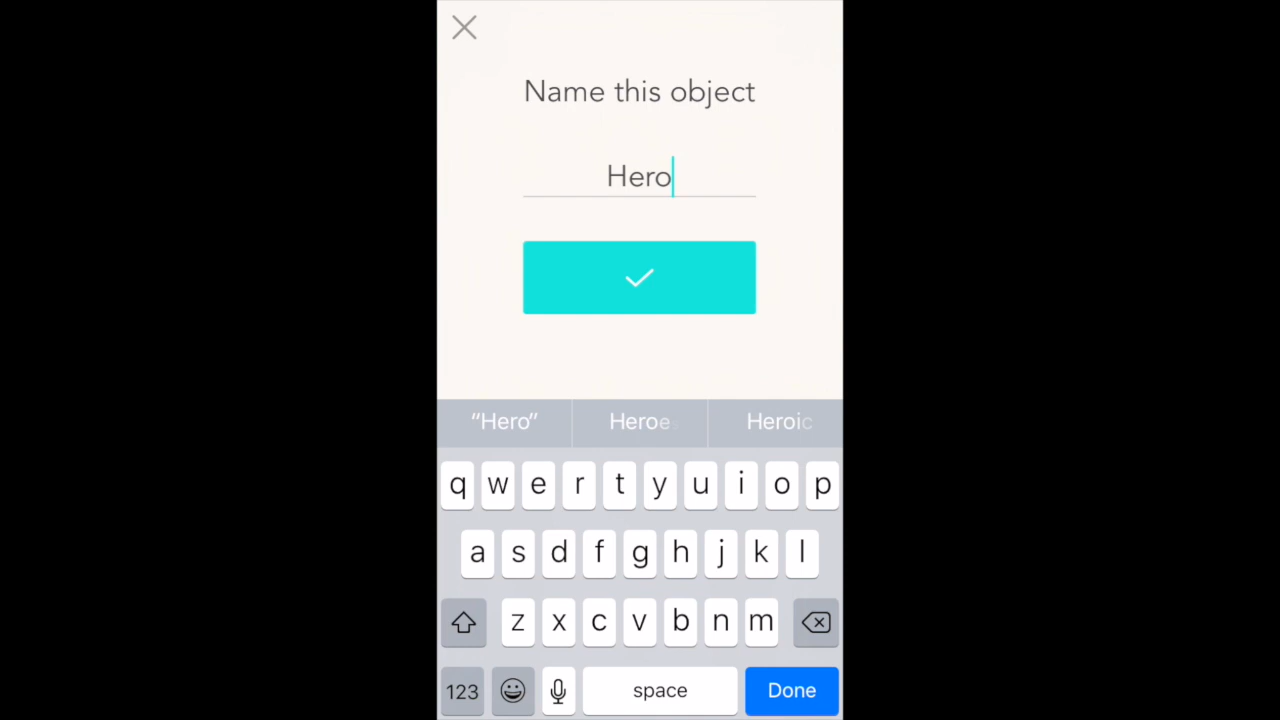 Name this object
Hero
“Hero” Heroes Heroic
q w e r t y u i o p
a s d f g h j k l
z x c v b n m
123 space Done